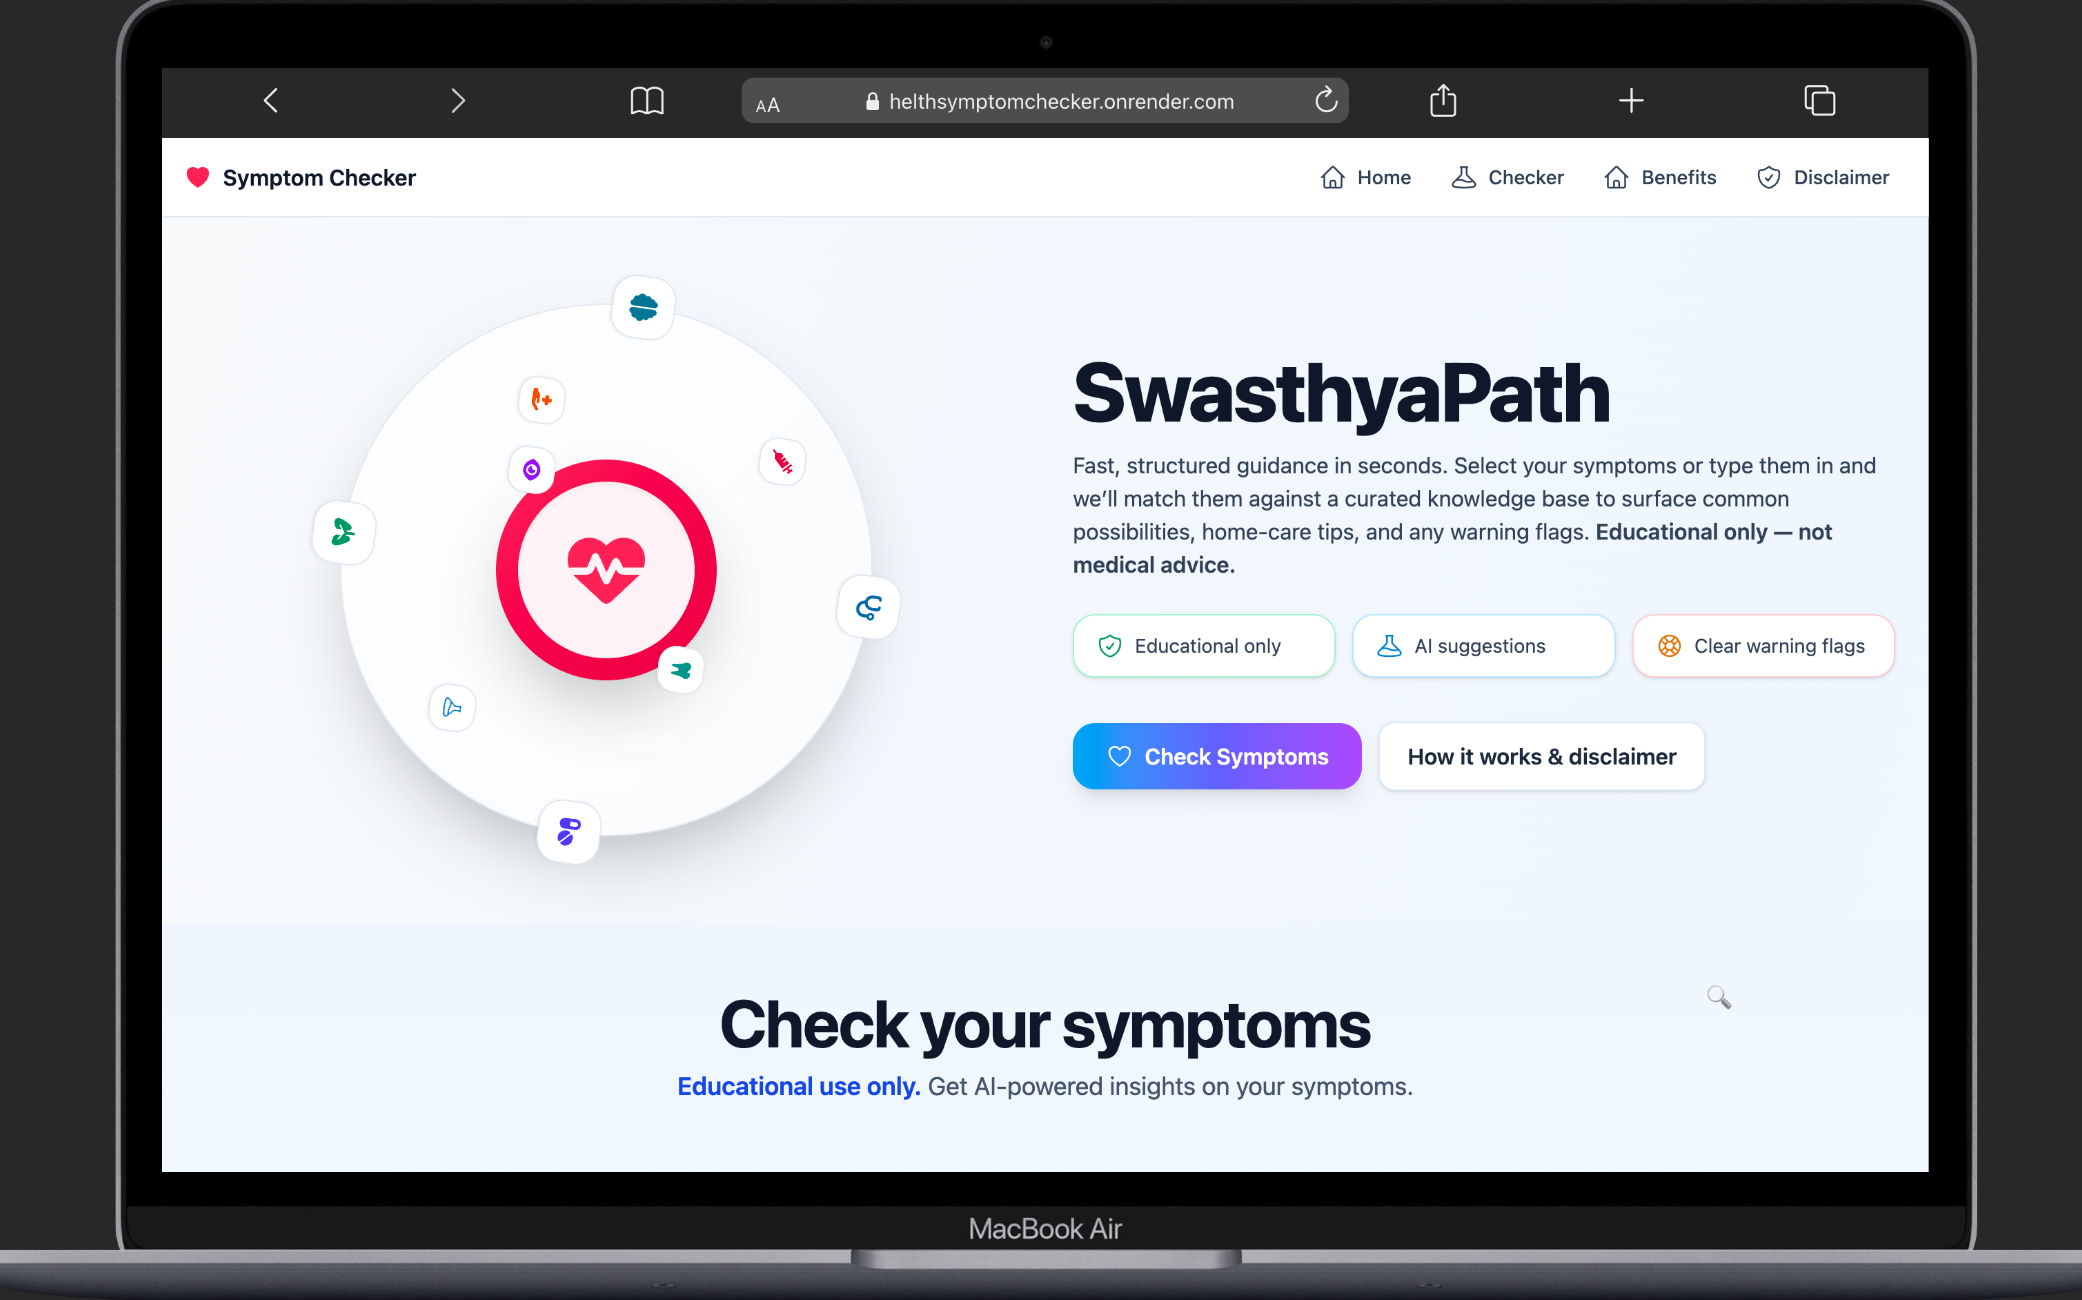 AA helthsymptomchecker.onrender.com
Symptom Checker
Home
Checker
Benefits
Disclaimer
SwasthyaPath
Fast, structured guidance in seconds. Select your symptoms or type them in and
we’ll match them against a curated knowledge base to surface common
possibilities, home-care tips, and any warning flags. Educational only — not
medical advice.
Educational only
AI suggestions
Clear warning flags
Check Symptoms
How it works & disclaimer
Check your symptoms
Educational use only. Get AI-powered insights on your symptoms.
MacBook Air